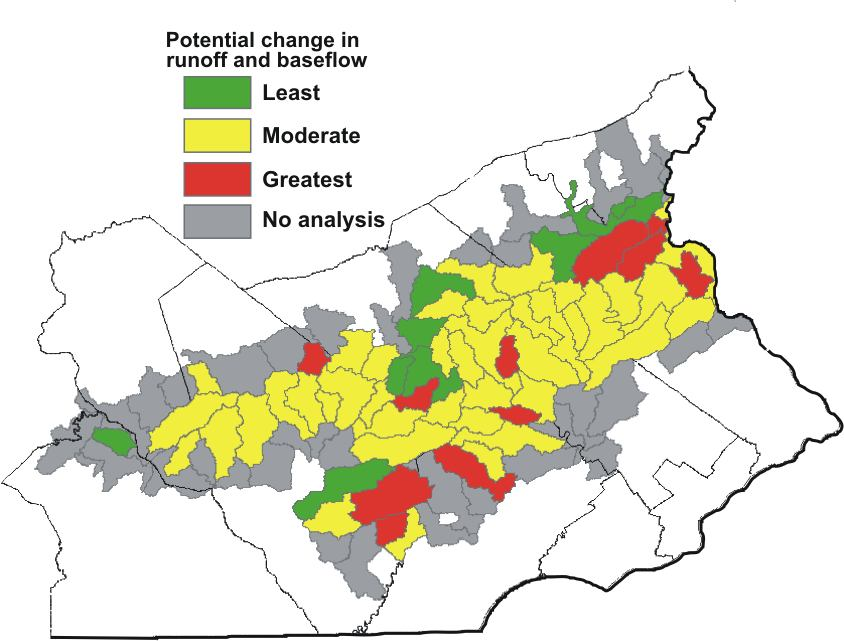 Potential change in
runoff and baseflow
Least
Moderate
Greatest
No analysis